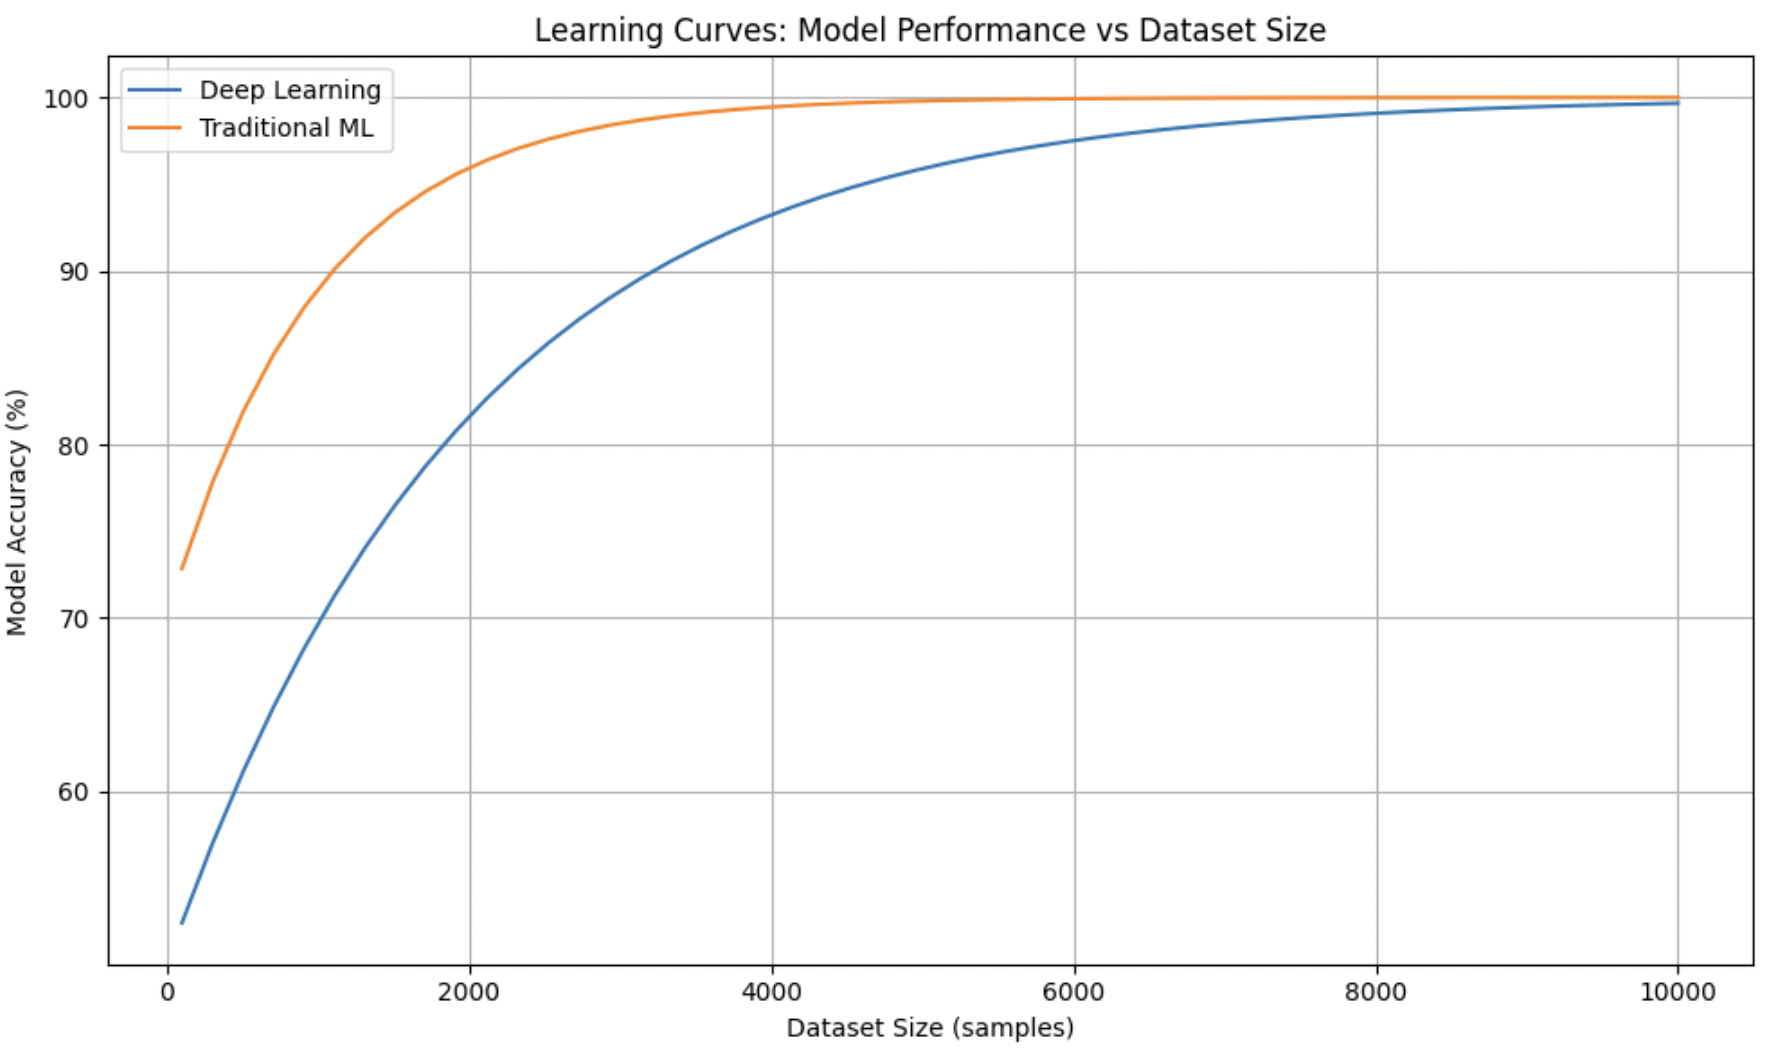 Learning Curves: Model Performance vs Dataset Size
Deep Learning
Traditional ML
Model Accuracy (%)
100
90
80
70
60
0 2000 4000 6000 8000 10000
Dataset Size (samples)